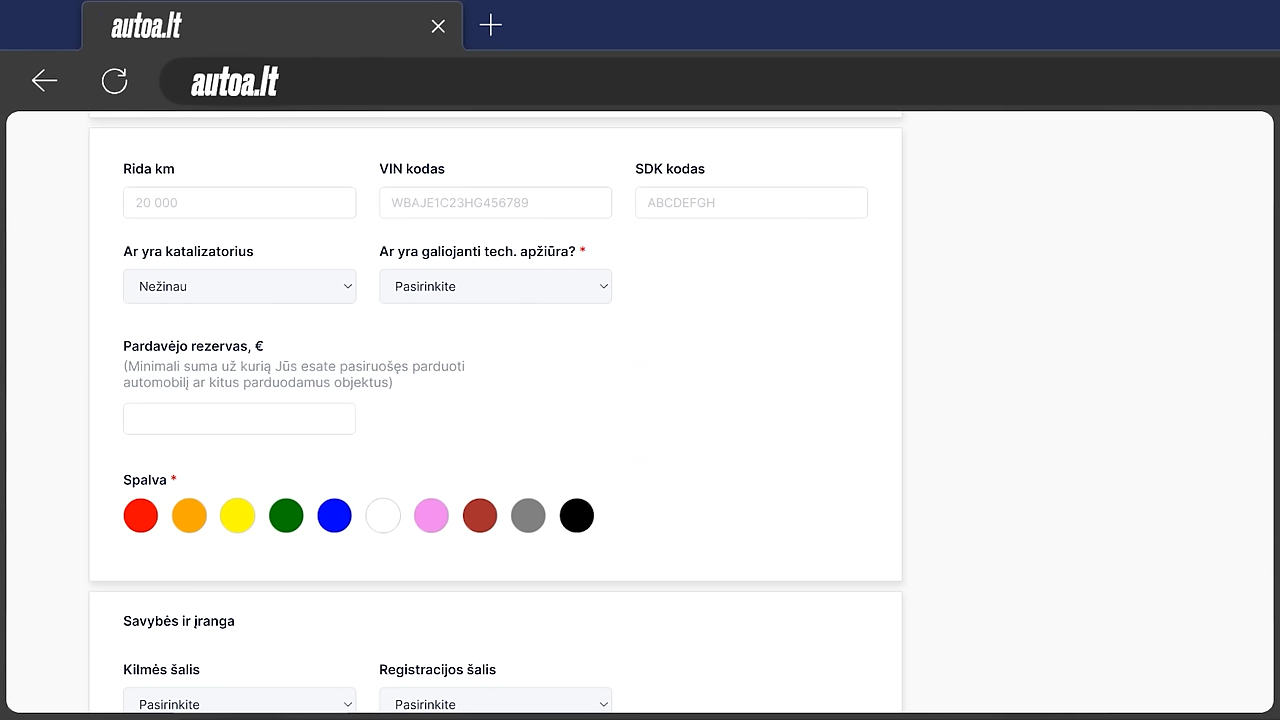 autoa.lt
autoa.lt
Rida km
VIN kodas
SDK kodas
20 000
WBAJE1C23HG456789
ABCDEFGH
Ar yra katalizatorius
Ar yra galiojanti tech. apžiūra? *
Nežinau
Pasirinkite
Pardavėjo rezervas, €
(Minimali suma už kurią Jūs esate pasiruošęs parduoti
automobilį ar kitus parduodamus objektus)
Spalva *
Savybės ir įranga
Kilmės šalis
Registracijos šalis
Pasirinkite
Pasirinkite